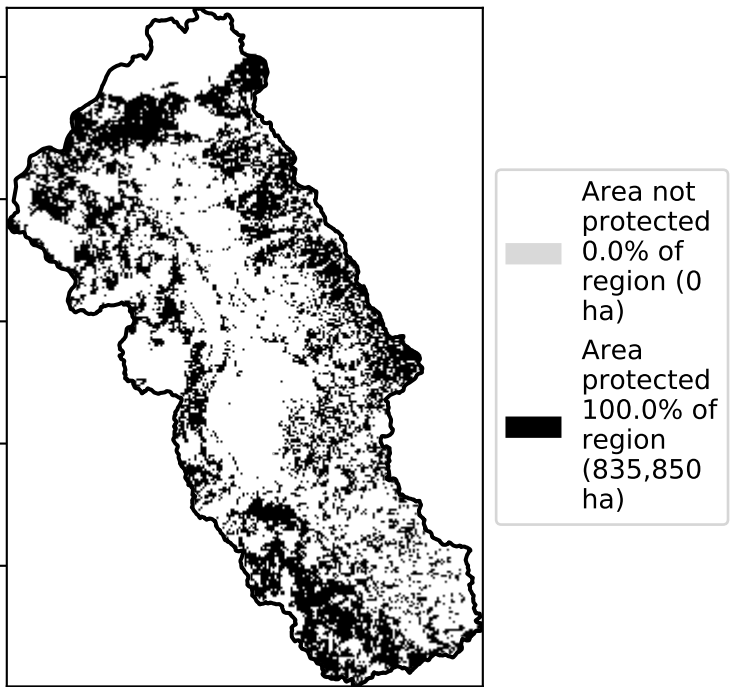 Area not
protected
0.0% of
region (0
ha)
Area
protected
100.0% of
region
(835,850
ha)